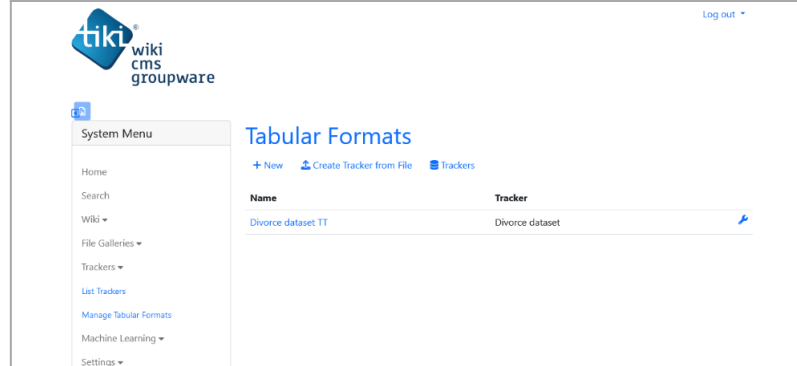 Log out
tiki®
wiki
cms
groupware
System Menu
Home
Search
Wiki
File Galleries
Trackers
List Trackers
Manage Tabular Formats
Machine Learning
Settings
Tabular Formats
+ New Create Tracker from File Trackers
Name Tracker
Divorce dataset TT Divorce dataset